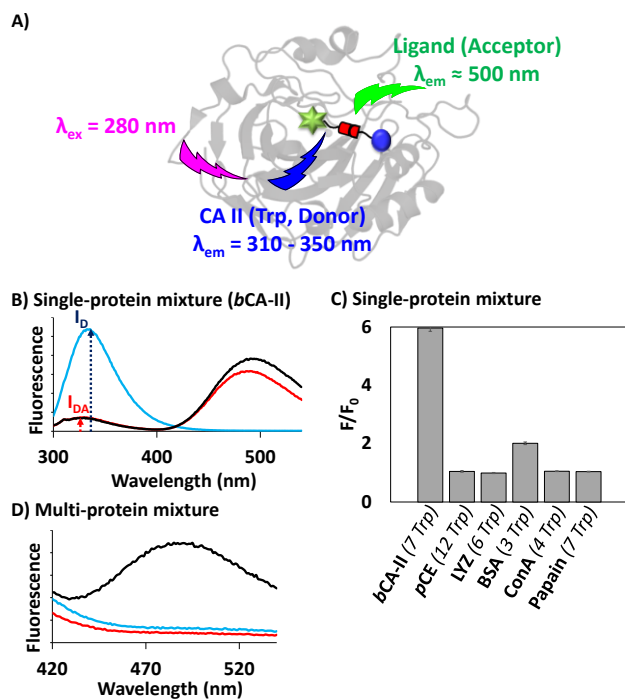 A)
Ligand (Acceptor)
λem ≈ 500 nm
λex = 280 nm
CA II (Trp, Donor)
λem = 310 - 350 nm
B) Single-protein mixture (bCA-II)
ID
IDA
Fluorescence
300 400 500
Wavelength (nm)
C) Single-protein mixture
6
4
2
0
F/F0
bCA-II (7 Trp)
pCE (12 Trp)
LYZ (6 Trp)
BSA (3 Trp)
ConA (4 Trp)
Papain (7 Trp)
D) Multi-protein mixture
Fluorescence
420 470 520
Wavelength (nm)